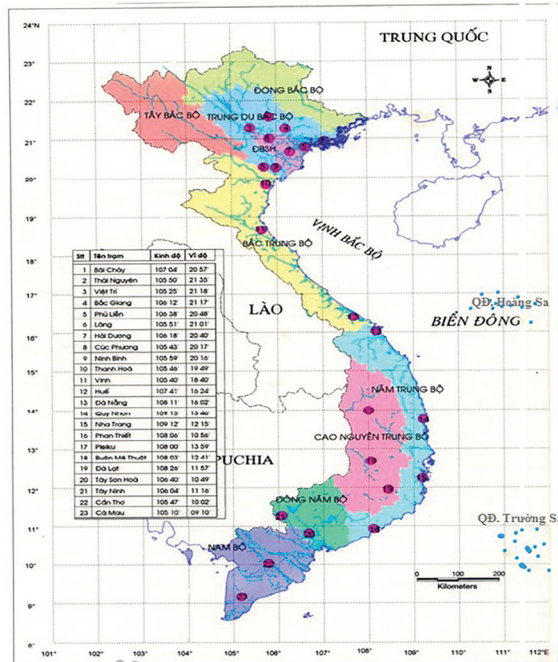 24°N
TRUNG QUỐC
23°
ĐÔNG BẮC BỘ
N
W E
S
22°
TÂY BẮC BỘ
TRUNG DU BẮC BỘ
21°
ĐBSH
20°
19°
VỊNH BẮC BỘ
BẮC TRUNG BỘ
18°
17°
LÀO
QĐ. Hoàng Sa
BIỂN ĐÔNG
16°
15°
NAM TRUNG BỘ
14°
CAO NGUYÊN TRUNG BỘ
13°
PUCHIA
12°
ĐÔNG NAM BỘ
QĐ. Trường Sa
11°
NAM BỘ
10°
9°
8°
Stt Tên trạm Kinh độ Vĩ độ
1 Bãi Cháy 107 04' 20 57'
2 Thái Nguyên 105 50' 21 35'
3 Việt Trì 105 25' 21 18'
4 Bắc Giang 106 12' 21 17'
5 Phủ Liễn 106 38' 20 48'
6 Láng 105 51' 21 01'
7 Hải Dương 106 18' 20 40'
8 Cúc Phương 105 43' 20 17'
9 Ninh Bình 105 59' 20 16'
10 Thanh Hoá 105 46' 19 49'
11 Vinh 105 40' 18 40'
12 Huế 107 41' 16 24'
13 Đà Nẵng 108 11' 16 02'
14 Quy Nhơn 109 13' 13 46'
15 Nha Trang 109 12' 12 15'
16 Phan Thiết 108 06' 10 56'
17 Pleiku 108 00' 13 59'
18 Buôn Mê Thuột 108 03' 12 41'
19 Đà Lạt 108 26' 11 57'
20 Tây Sơn Hoà 106 40' 10 49'
21 Tây Ninh 106 04' 11 16'
22 Cần Thơ 105 47' 10 02'
23 Cà Mau 105 10' 09 10'
0 100 200
Kilometers
101° 102° 103° 104° 105° 106° 107° 108° 109° 110° 111° 112°E